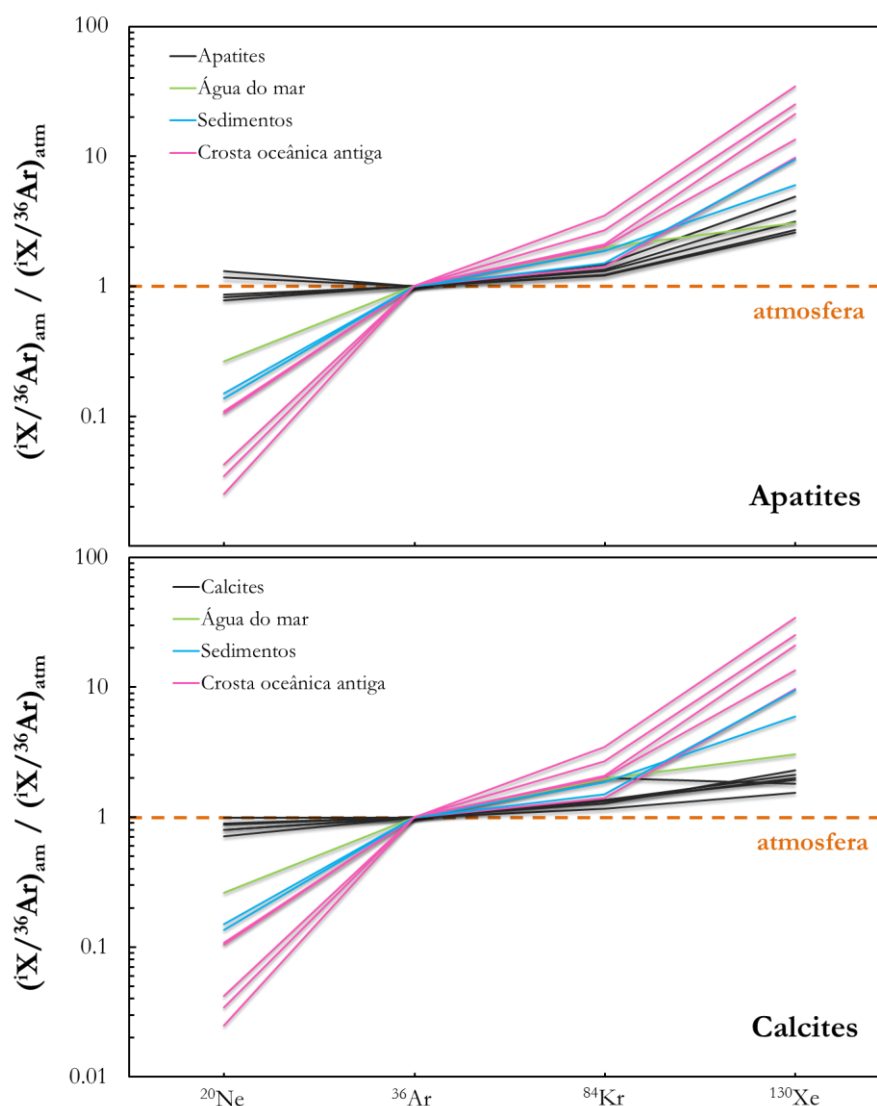 100
10
1
0.1
(ⁱX/³⁶Ar)am / (ⁱX/³⁶Ar)atm
Apatites
Água do mar
Sedimentos
Crosta oceânica antiga
atmosfera
Apatites
100
10
1
0.1
0.01
(ⁱX/³⁶Ar)am / (ⁱX/³⁶Ar)atm
Calcites
Água do mar
Sedimentos
Crosta oceânica antiga
atmosfera
Calcites
²⁰Ne ³⁶Ar ⁸⁴Kr ¹³⁰Xe